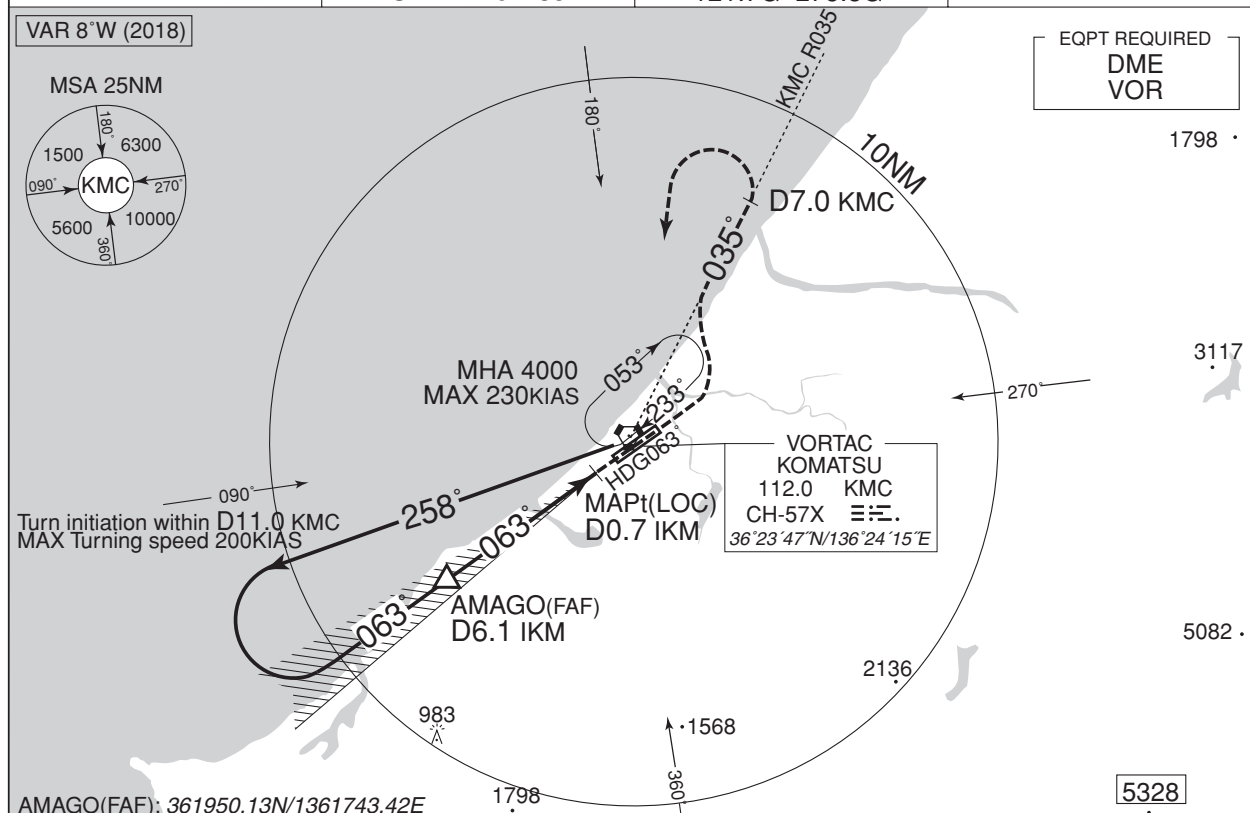 VAR 8°W (2018)
MSA 25NM
180°
1500
6300
090°
KMC
270°
5600
10000
360°
EQPT REQUIRED
DME
VOR
KMC R035
180°
1798
10NM
D7.0 KMC
035°
3117
MHA 4000
MAX 230KIAS
053°
233°
270°
HDG063°
VORTAC
KOMATSU
112.0 KMC
CH-57X
36°23´47˝N/136°24´15˝E
090°
258°
MAPt(LOC)
D0.7 IKM
Turn initiation within D11.0 KMC
MAX Turning speed 200KIAS
063°
AMAGO(FAF)
D6.1 IKM
063°
5082
2136
983
1568
360°
1798
5328
AMAGO(FAF): 361950.13N/1361743.42E